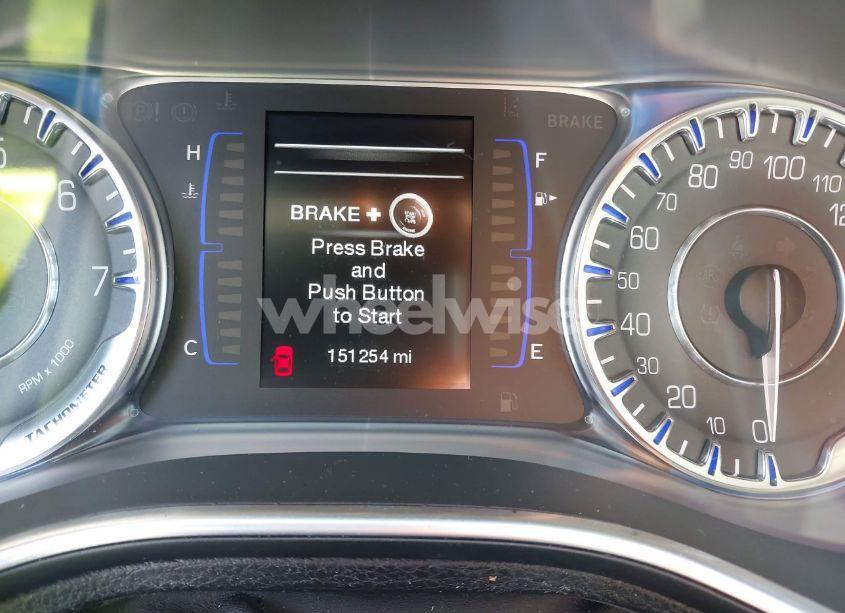 BRAKE
H
F
C
E
BRAKE +
Press Brake
and
Push Button
to Start
151254 mi
wheelwise
6
7
RPM x 1000
TACHOMETER
0
10
20
30
40
50
60
70
80
90
100
110